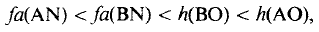 fa(AN) < fa(BN) < h(BO) < h(AO),